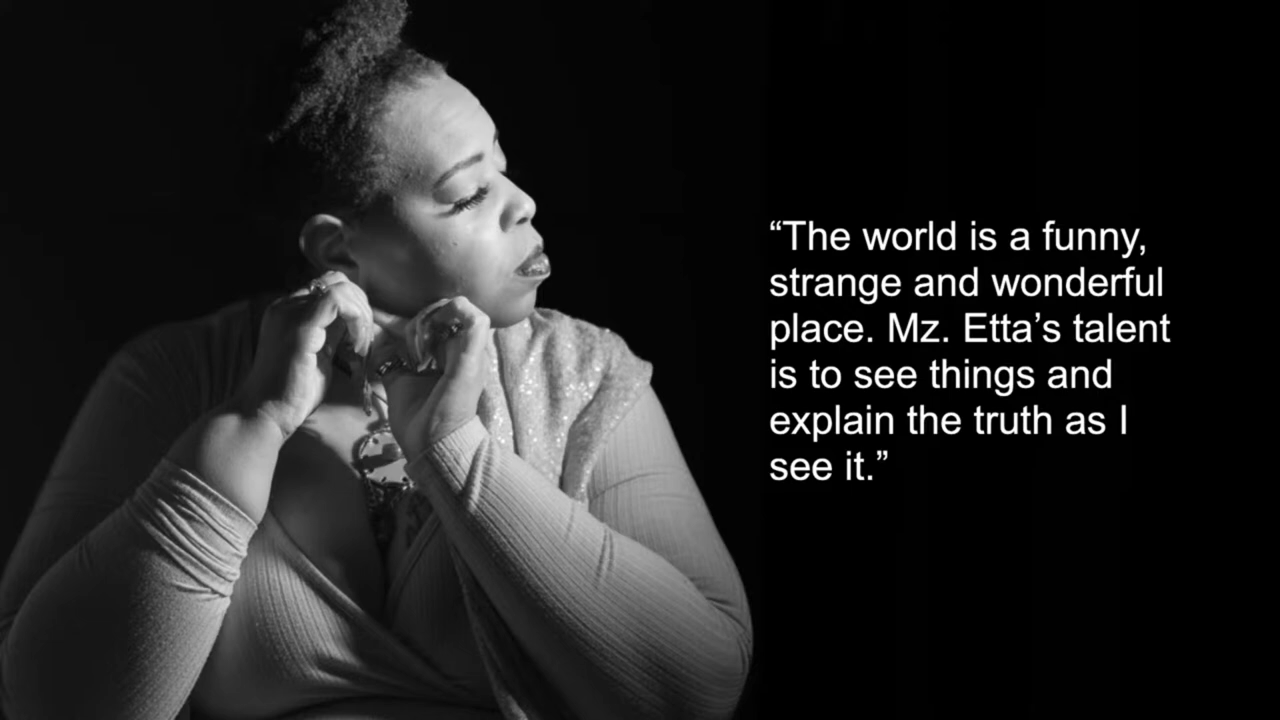 “The world is a funny,
strange and wonderful
place. Mz. Etta’s talent
is to see things and
explain the truth as I
see it.”